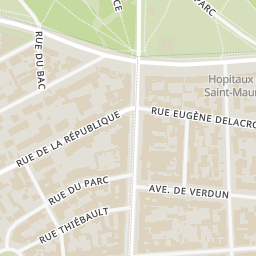 CE
PARC
RUE DU BAC
Hopitaux
Saint-Maur
RUE EUGÈNE DELACRO
RUE DE LA RÉPUBLIQUE
RUE DU PARC
AVE. DE VERDUN
RUE THIÉBAULT